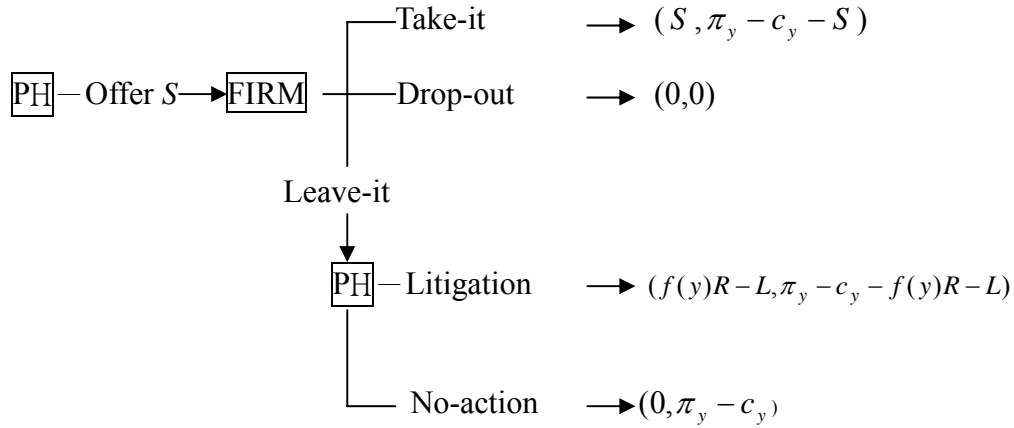 Take-it (S, π_y − c_y − S)
PH Offer S FIRM Drop-out (0,0)
Leave-it
PH Litigation (f(y)R − L, π_y − c_y − f(y)R − L)
No-action (0, π_y − c_y)